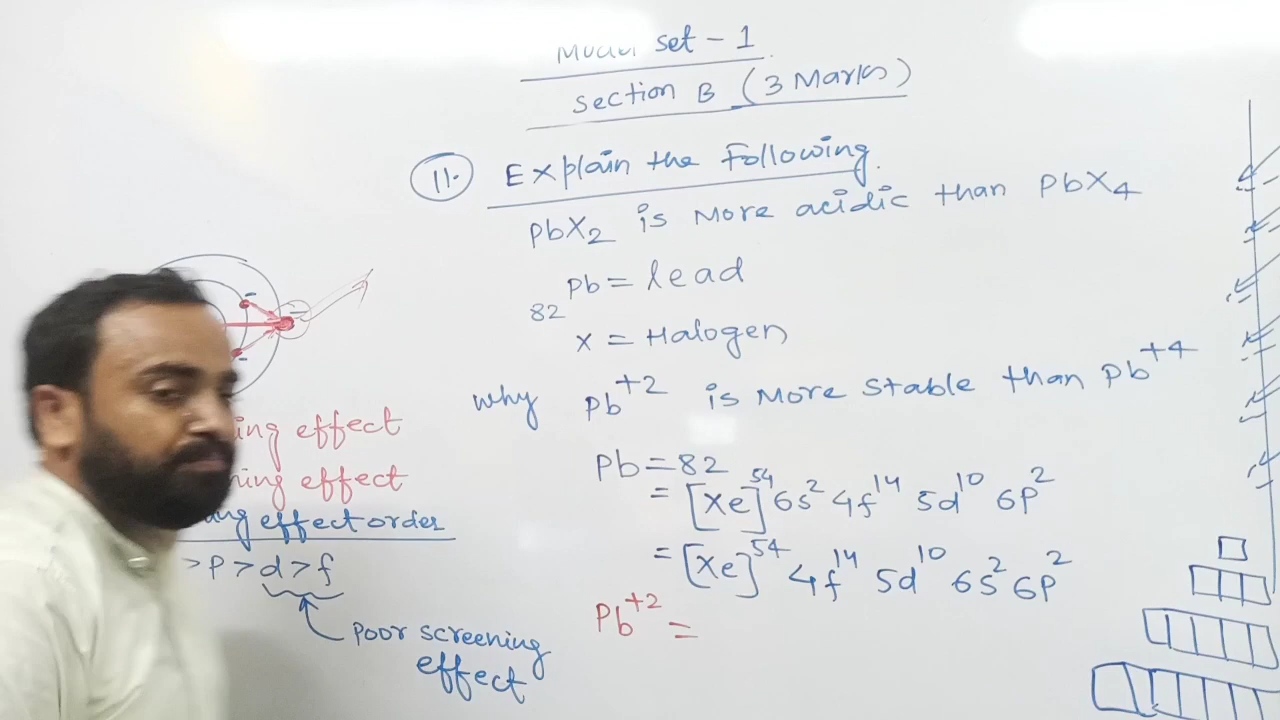 Model set - 1
Section B (3 Marks)
11. Explain the Following
PbX₂ is More acidic than PbX₄
Pb = lead
82
X = Halogen
why Pb⁺² is More stable than Pb⁺⁴
Pb = 82
= [Xe]⁵⁴ 6s² 4f¹⁴ 5d¹⁰ 6P²
= [Xe]⁵⁴ 4f¹⁴ 5d¹⁰ 6s² 6P²
Pb⁺² =
effect
effect
effect order
> P > d > f
Poor screening
effect